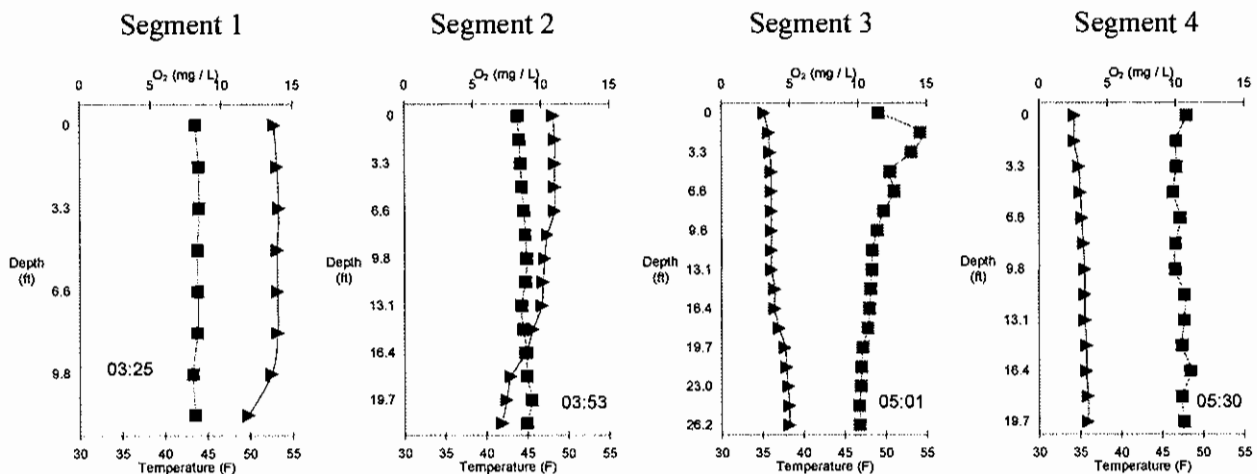 Segment 1
O₂ (mg / L)
0 5 10 15
0
3.3
Depth
(ft)
6.6
9.8
03:25
30 35 40 45 50 55
Temperature (F)
Segment 2
O₂ (mg / L)
0 5 10 15
0
3.3
6.6
Depth
(ft)
9.8
13.1
16.4
19.7
03:53
30 35 40 45 50 55
Temperature (F)
Segment 3
O₂ (mg / L)
0 5 10 15
0
3.3
6.6
9.8
Depth
(ft)
13.1
16.4
19.7
23.0
26.2
05:01
30 35 40 45 50 55
Temperature (F)
Segment 4
O₂ (mg / L)
0 5 10 15
0
3.3
6.6
Depth
(ft)
9.8
13.1
16.4
19.7
05:30
30 35 40 45 50 55
Temperature (F)